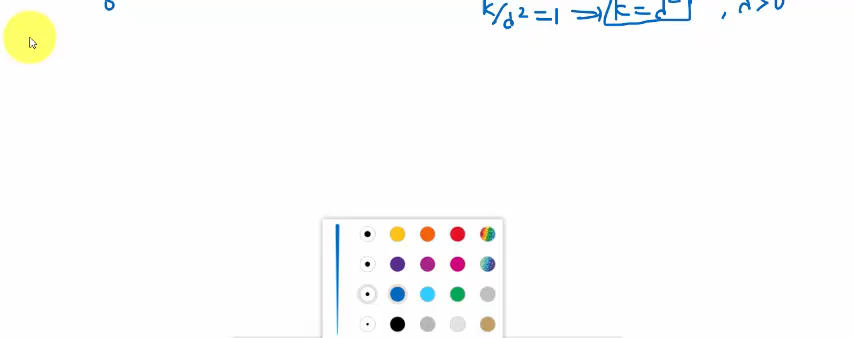 k/d² = 1 ⟹ k = d² , λ > 0